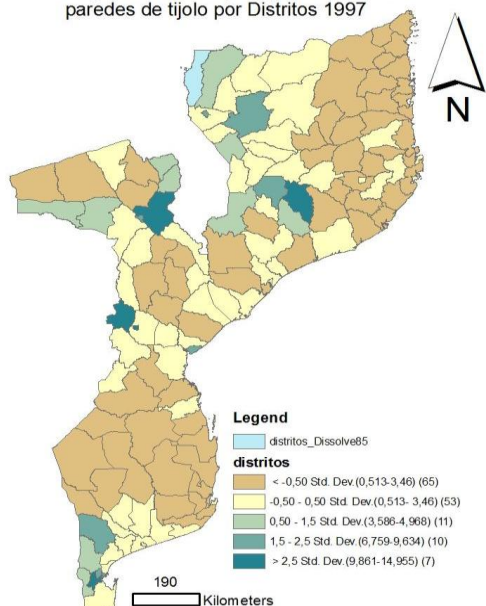 paredes de tijolo por Distritos 1997
N
Legend
distritos_Dissolve85
distritos
< -0,50 Std. Dev.(0,513-3,46) (65)
-0,50 - 0,50 Std. Dev.(0,513- 3,46) (53)
0,50 - 1,5 Std. Dev.(3,586-4,968) (11)
1,5 - 2,5 Std. Dev.(6,759-9,634) (10)
> 2,5 Std. Dev.(9,861-14,955) (7)
190
Kilometers